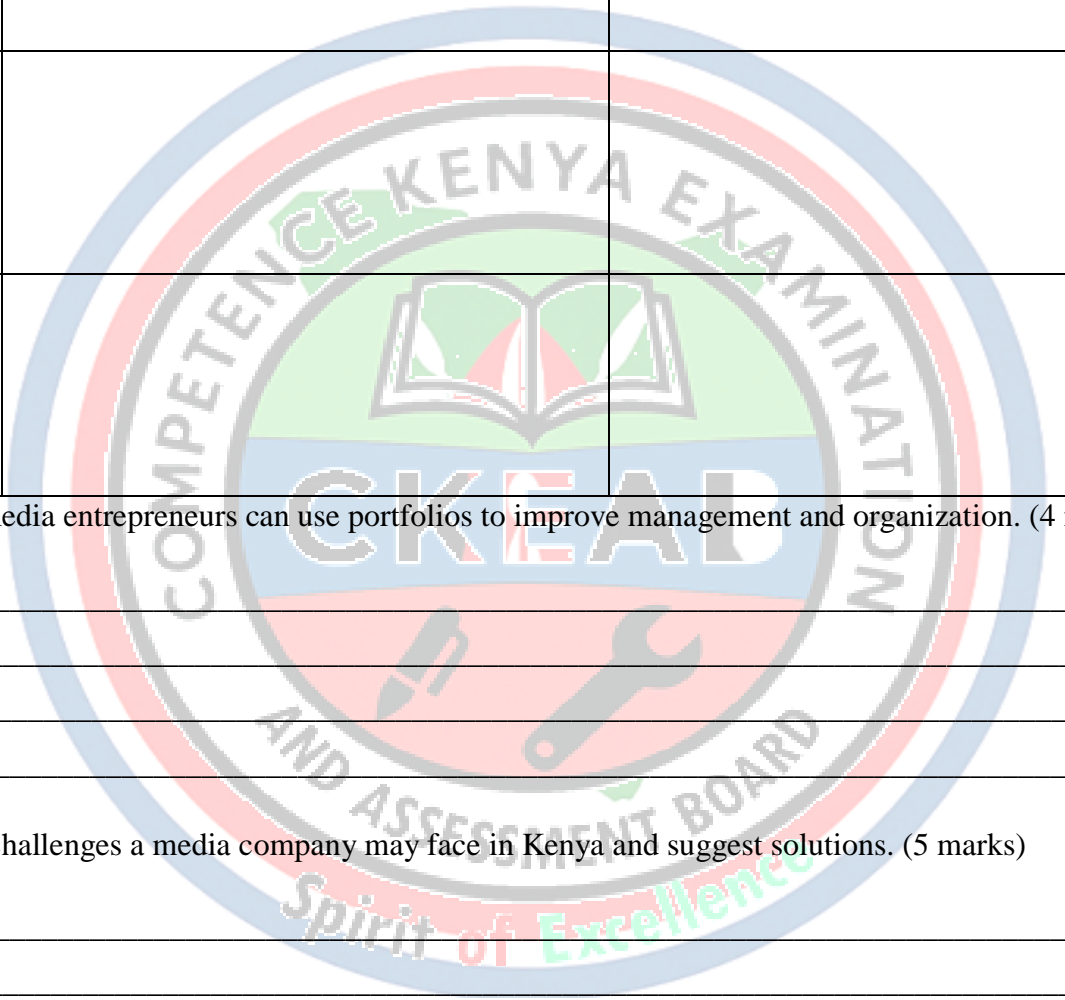 COMPETENCE KENYA EXAMINATION
CKEAB
edia entrepreneurs can use portfolios to improve management and organization. (4
AND ASSESSMENT BOARD
hallenges a media company may face in Kenya and suggest solutions. (5 marks)
Spirit of Excellence